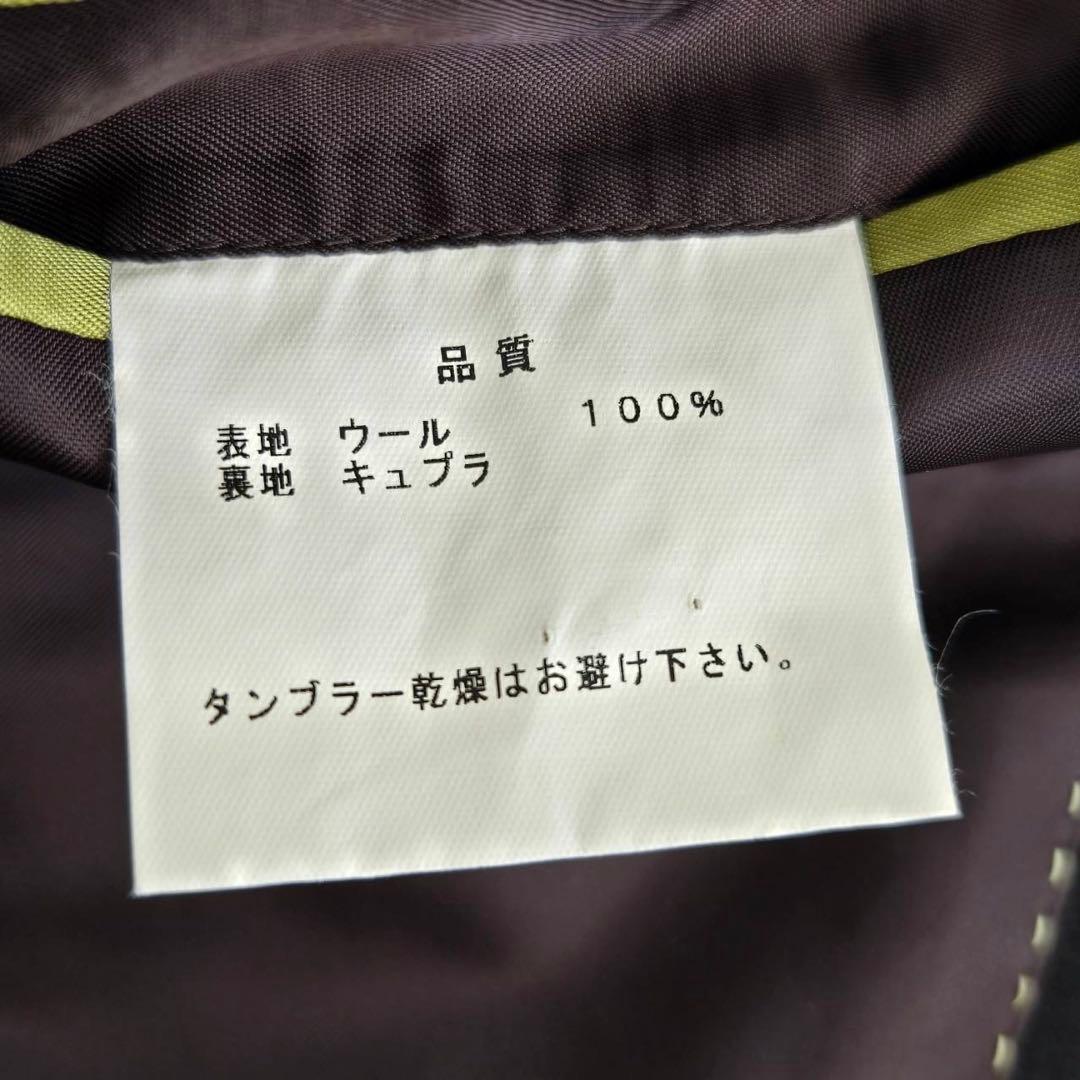 品質
表地 ウール 100%
裏地 キュプラ
タンブラー乾燥はお避け下さい。